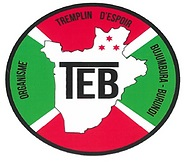 ORGANISME
TREMPLIN D'ESPOIR
BUJUMBURA - BURUNDI
TEB